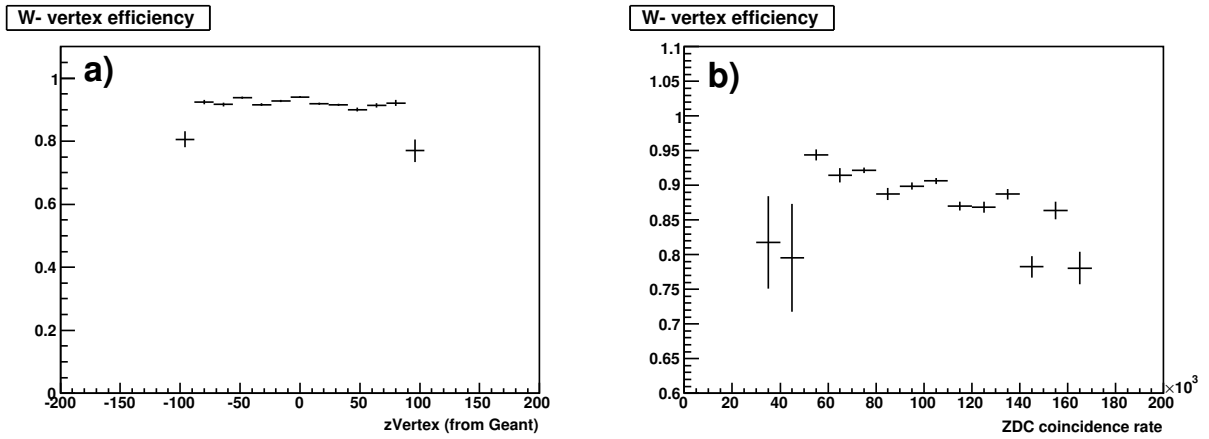 W- vertex efficiency
a)
1
0.8
0.6
0.4
0.2
0
-200 -150 -100 -50 0 50 100 150 200
zVertex (from Geant)
W- vertex efficiency
b)
1.1
1.05
1
0.95
0.9
0.85
0.8
0.75
0.7
0.65
0.6
0 20 40 60 80 100 120 140 160 180 200
×10³
ZDC coincidence rate